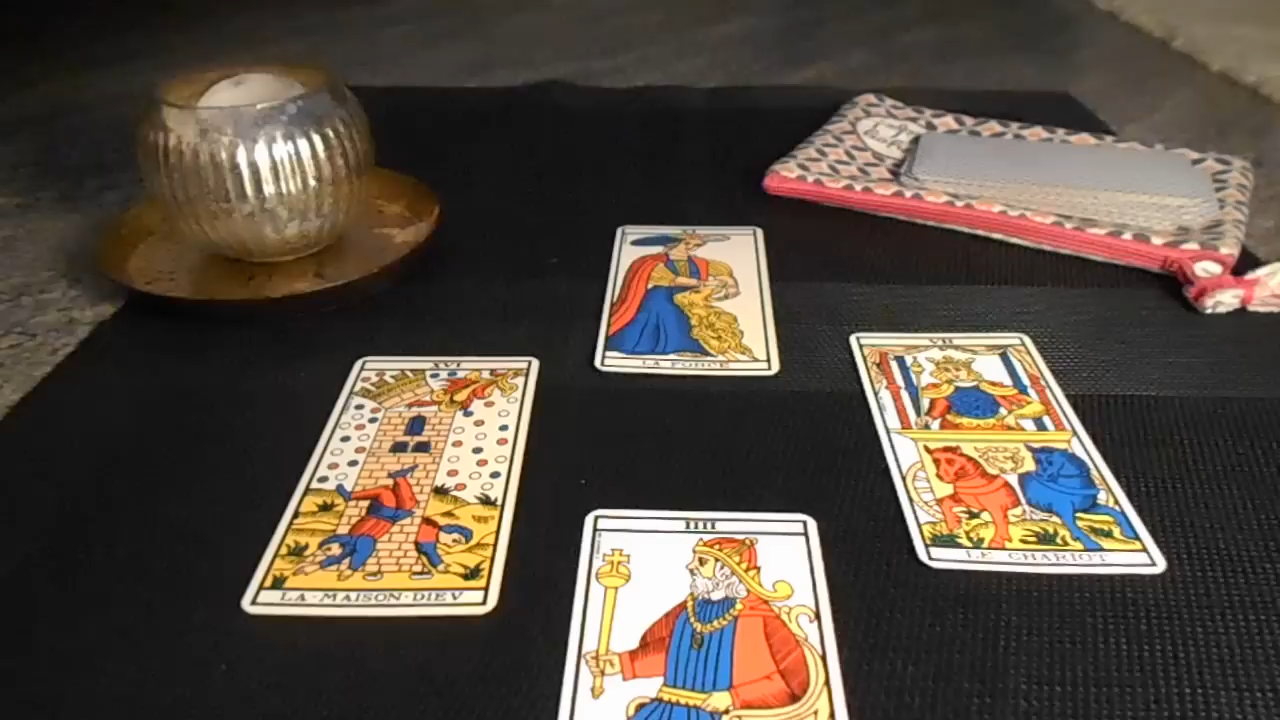 LA FORCE
VII
LE CHARIOT
XVI
LA·MAISON·DIEV
IIII